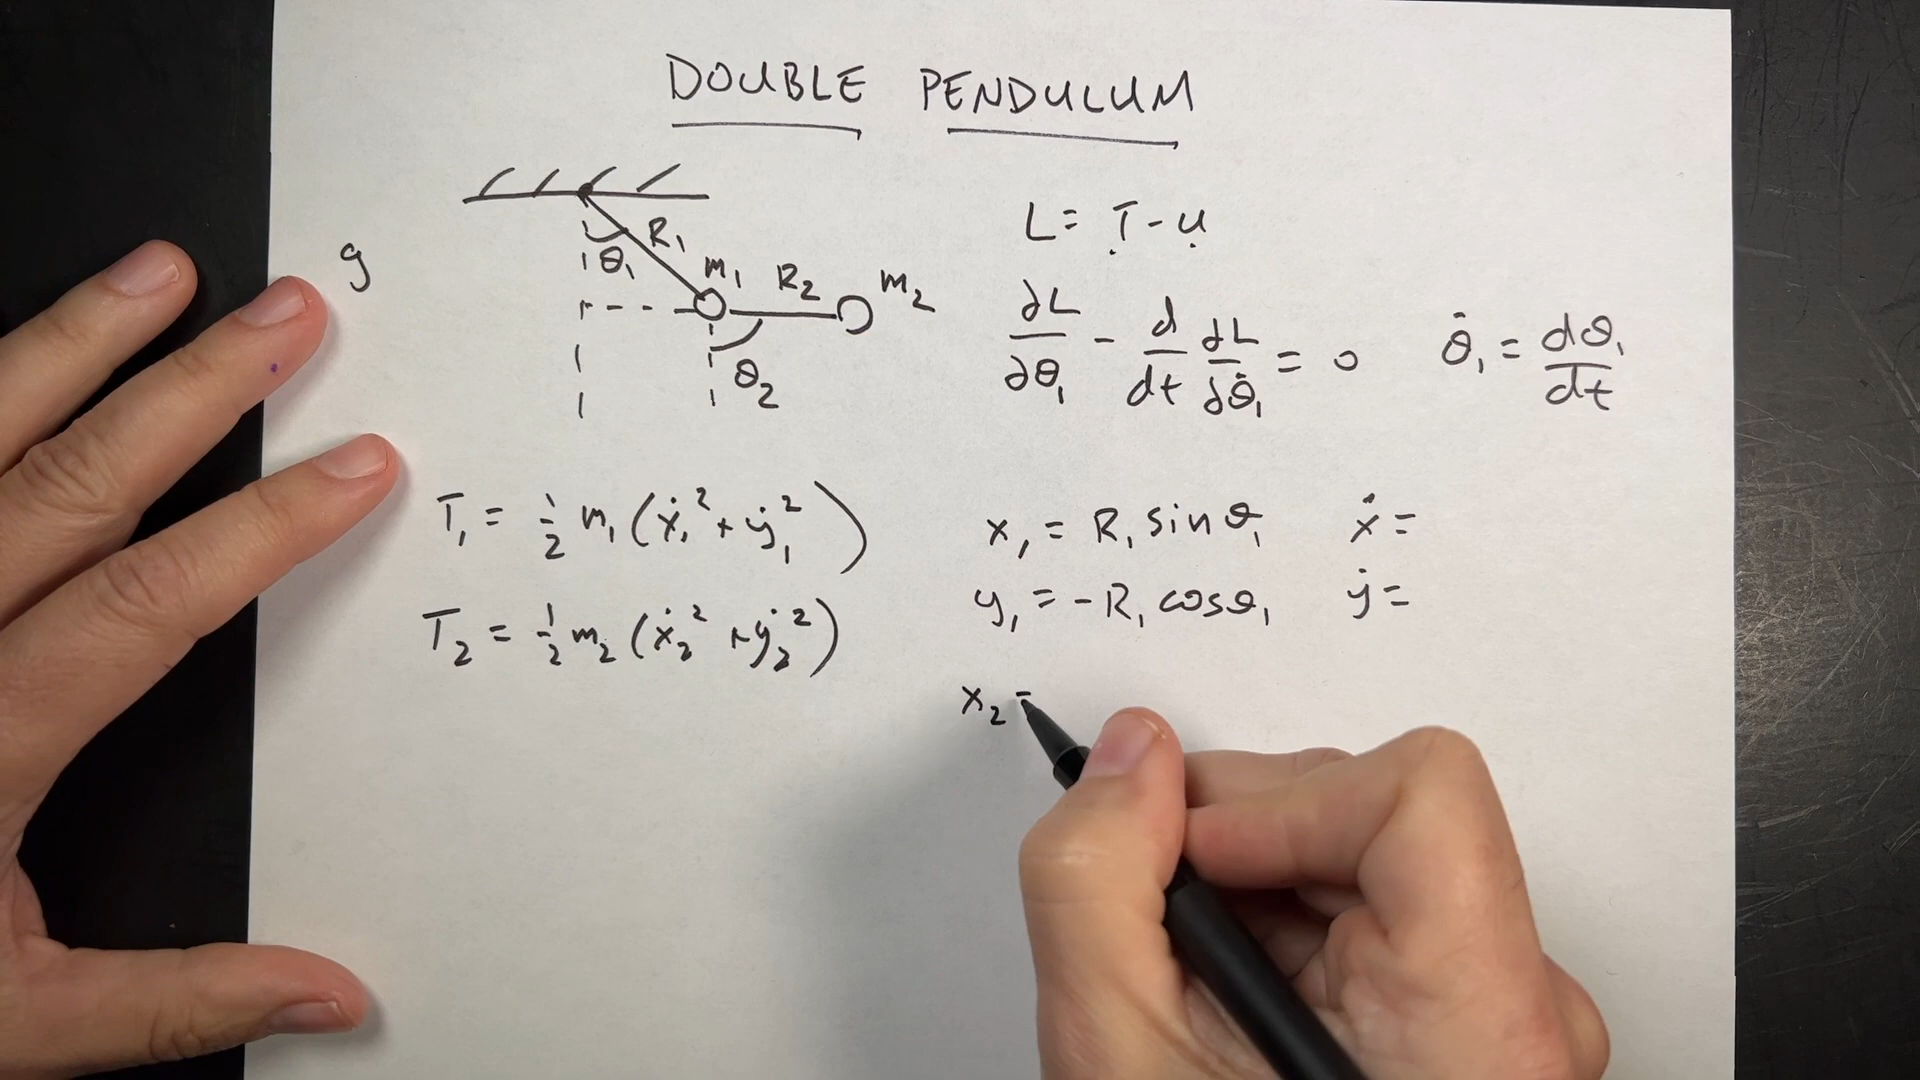 DOUBLE PENDULUM
g
θ₁
R₁
m₁
R₂
m₂
θ₂
L = T - U
∂L/∂θ₁ - d/dt ∂L/∂θ̇₁ = 0
θ̇₁ = dθ₁/dt
T₁ = 1/2 m₁ (ẋ₁² + ẏ₁²)
x₁ = R₁ sin θ₁
ẋ =
T₂ = 1/2 m₂ (ẋ₂² + ẏ₂²)
y₁ = -R₁ cos θ₁
ẏ =
x₂ -